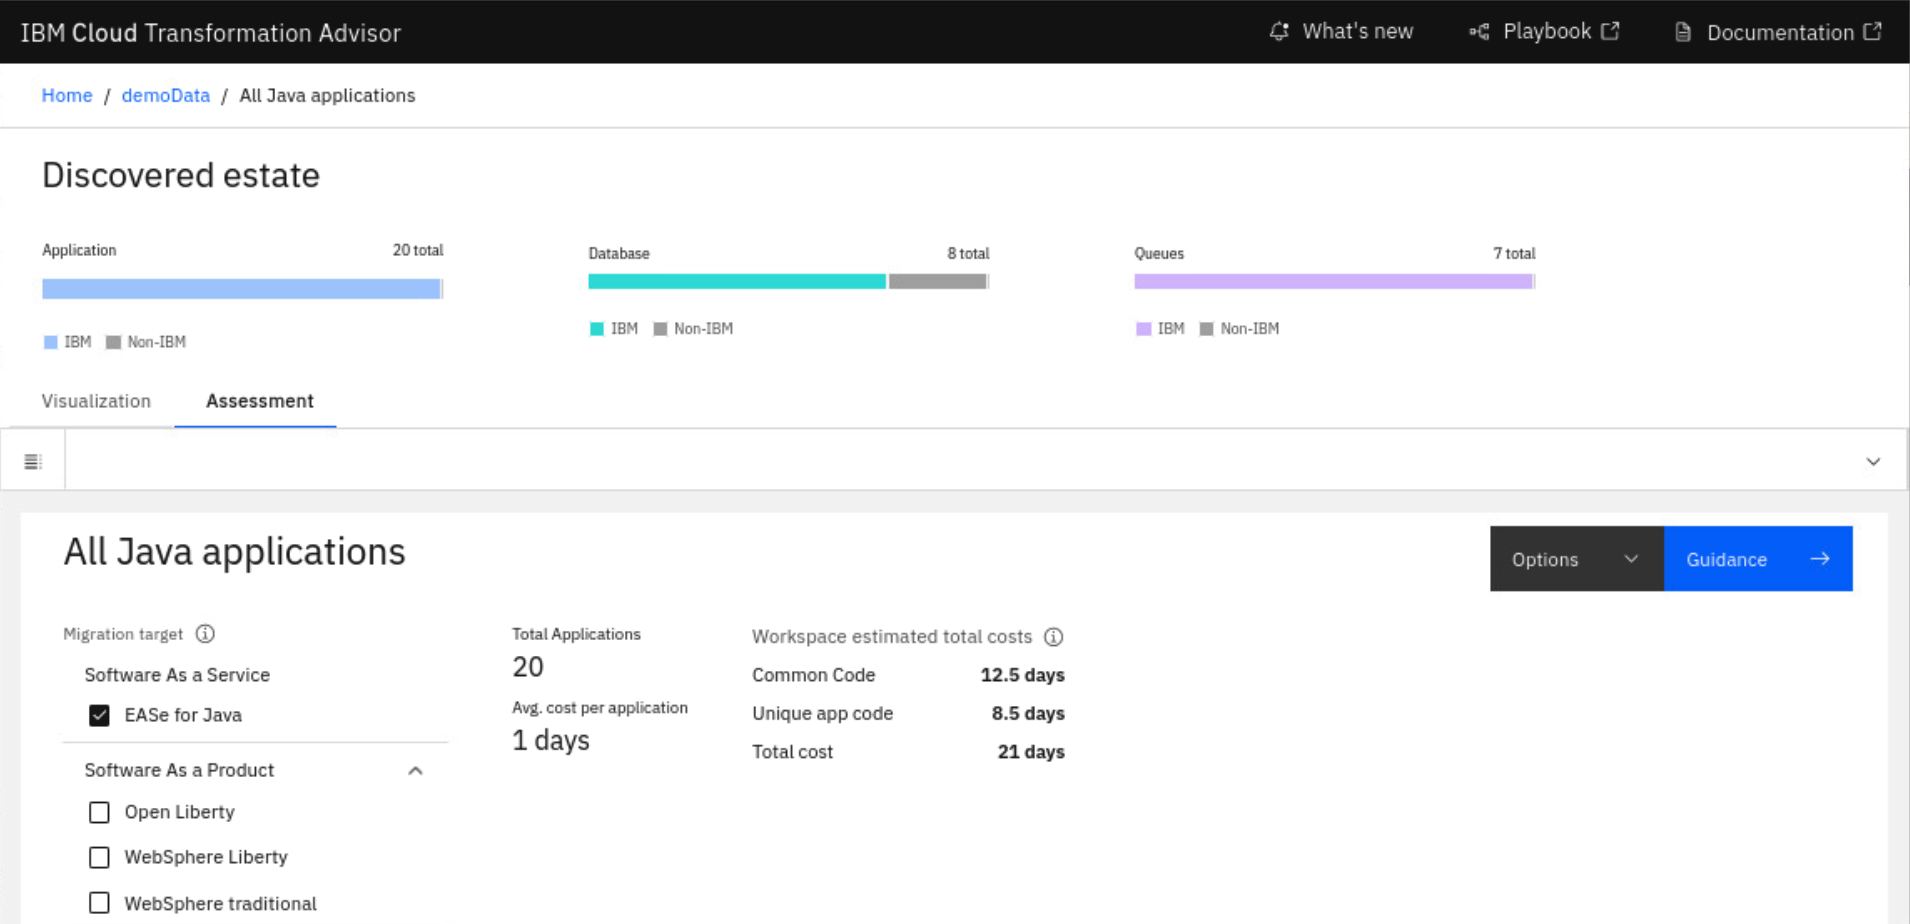 IBM Cloud Transformation Advisor
What's new
Playbook
Documentation
Home / demoData / All Java applications
Discovered estate
Application 20 total
IBM Non-IBM
Database 8 total
IBM Non-IBM
Queues 7 total
IBM Non-IBM
Visualization Assessment
All Java applications
Options
Guidance
Migration target
Software As a Service
EASe for Java
Software As a Product
Open Liberty
WebSphere Liberty
WebSphere traditional
Total Applications
20
Avg. cost per application
1 days
Workspace estimated total costs
Common Code 12.5 days
Unique app code 8.5 days
Total cost 21 days